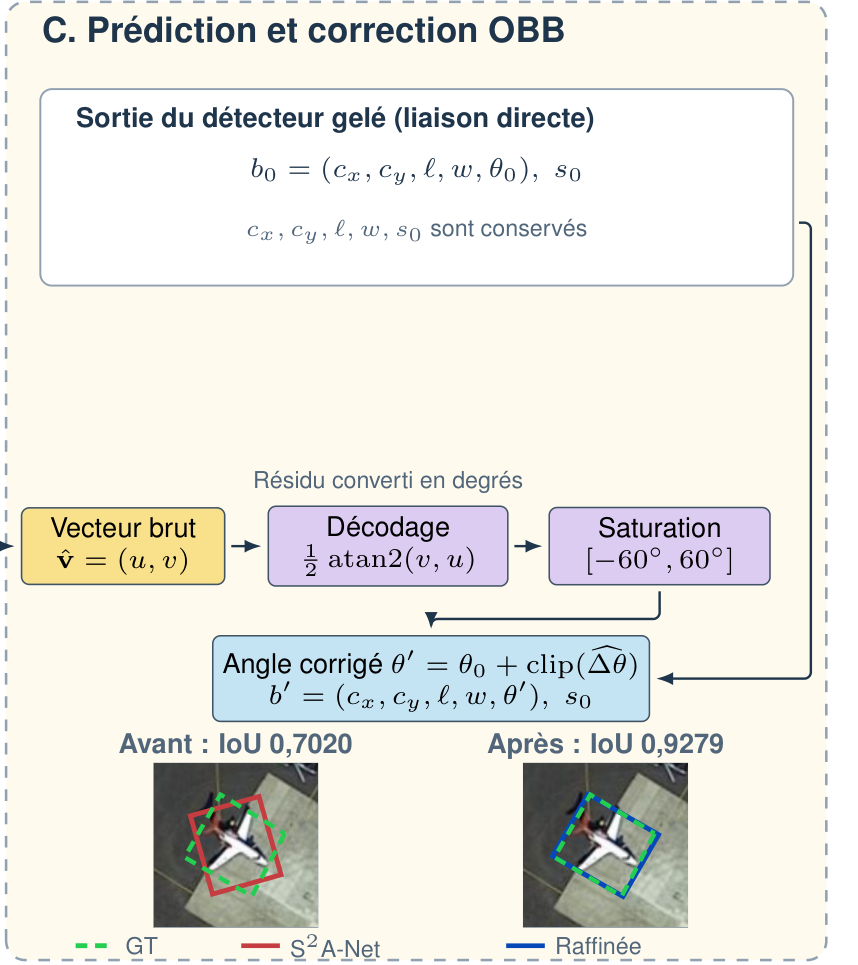 C. Prédiction et correction OBB
Sortie du détecteur gelé (liaison directe)
b₀ = (cₓ, c_y, ℓ, w, θ₀), s₀
cₓ, c_y, ℓ, w, s₀ sont conservés
Résidu converti en degrés
Vecteur brut
v̂ = (u, v)
Décodage
½ atan2(v, u)
Saturation
[−60°, 60°]
Angle corrigé θ′ = θ₀ + clip(\widehat{Δθ})
b′ = (cₓ, c_y, ℓ, w, θ′), s₀
Avant : IoU 0,7020
Après : IoU 0,9279
GT
S²A-Net
Raffinée